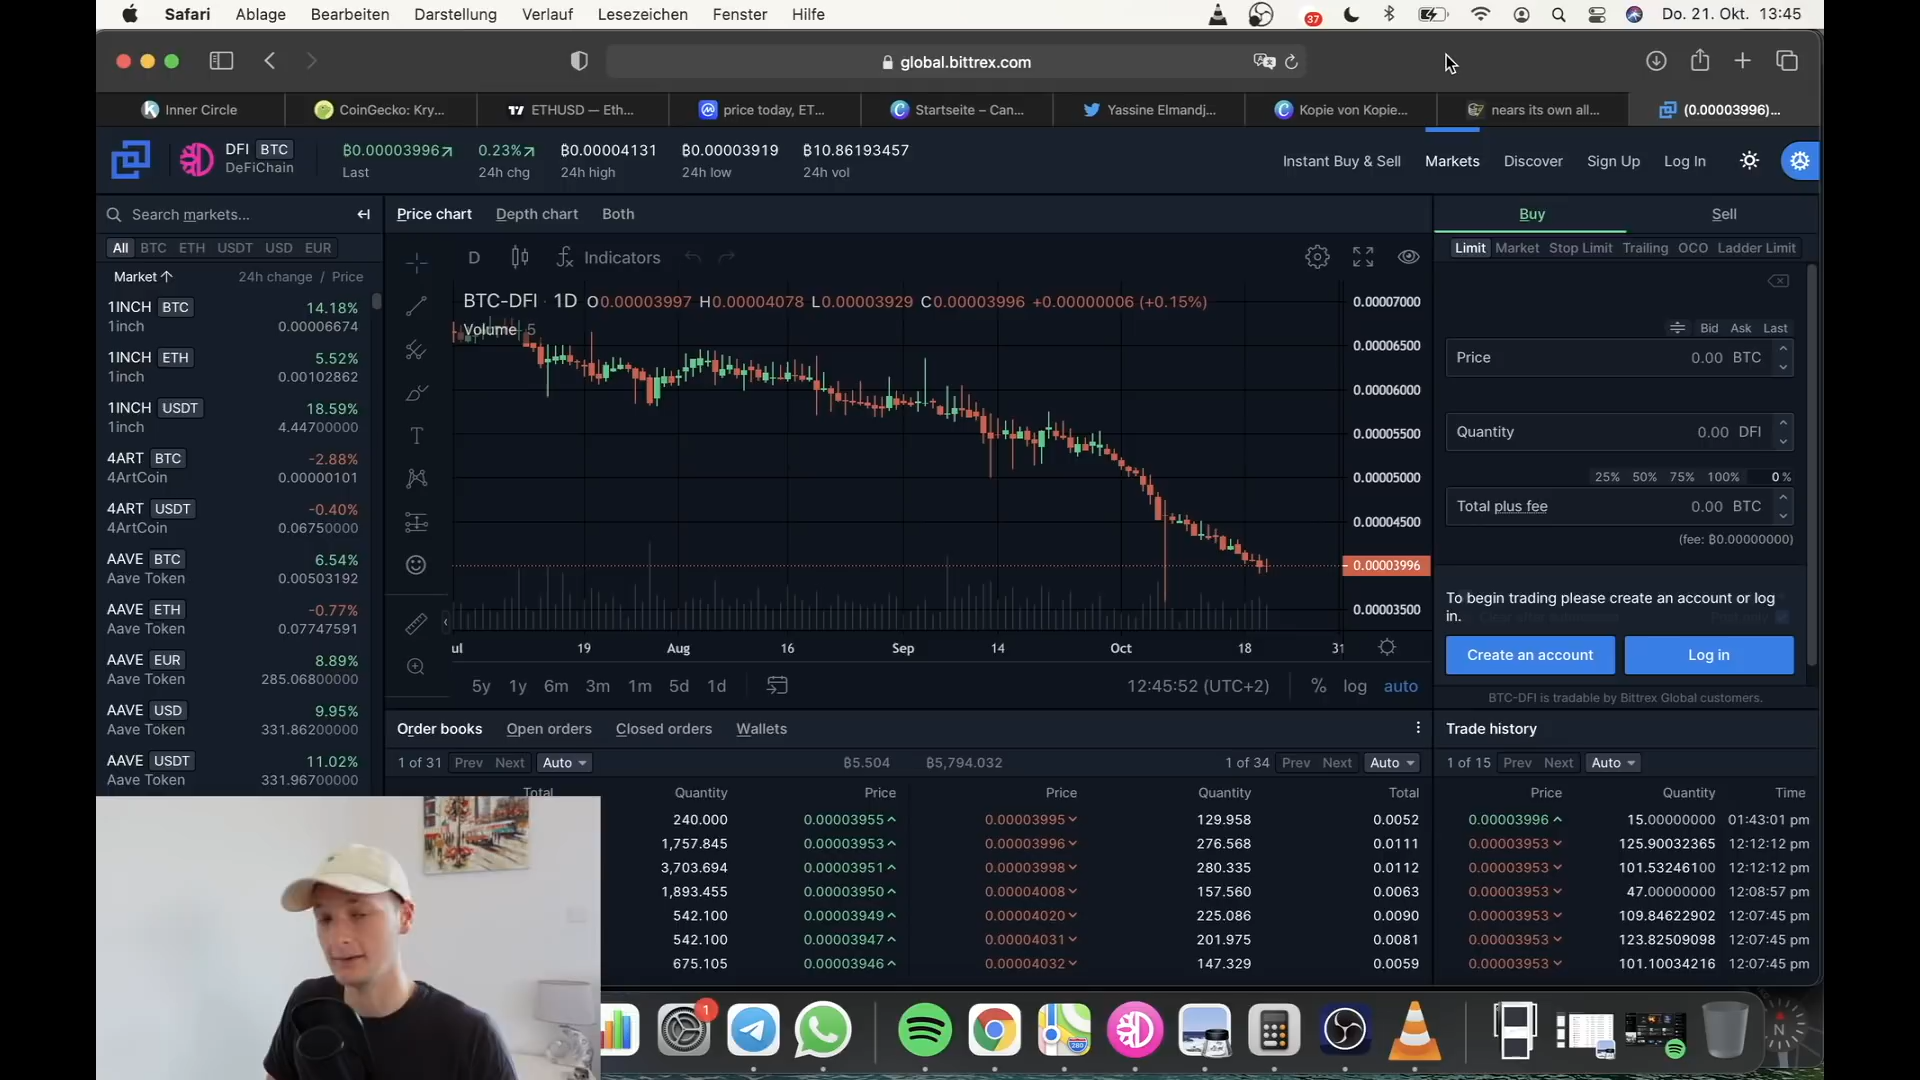 Safari Ablage Bearbeiten Darstellung Verlauf Lesezeichen Fenster Hilfe 37 Do. 21. Okt. 13:45
global.bittrex.com
Inner Circle CoinGecko: Kry... ETHUSD — Eth... price today, ET... Startseite – Can... Yassine Elmandj... Kopie von Kopie... nears its own all... (0.00003996)...
DFI BTC ₿0.00003996 0.23% ₿0.00004131 ₿0.00003919 ₿10.86193457
DeFiChain Last 24h chg 24h high 24h low 24h vol
Instant Buy & Sell Markets Discover Sign Up Log In
Search markets...
All BTC ETH USDT USD EUR
Market 24h change / Price
1INCH BTC 14.18%
1inch 0.00006674
1INCH ETH 5.52%
1inch 0.00102862
1INCH USDT 18.59%
1inch 4.44700000
4ART BTC -2.88%
4ArtCoin 0.00000101
4ART USDT -0.40%
4ArtCoin 0.06750000
AAVE BTC 6.54%
Aave Token 0.00503192
AAVE ETH -0.77%
Aave Token 0.07747591
AAVE EUR 8.89%
Aave Token 285.06800000
AAVE USD 9.95%
Aave Token 331.86200000
AAVE USDT 11.02%
Aave Token 331.96700000
Price chart Depth chart Both
D Indicators
BTC-DFI · 1D O0.00003997 H0.00004078 L0.00003929 C0.00003996 +0.00000006 (+0.15%)
Volume 5
0.00007000
0.00006500
0.00006000
0.00005500
0.00005000
0.00004500
0.00003996
0.00003500
ul 19 Aug 16 Sep 14 Oct 18 31
5y 1y 6m 3m 1m 5d 1d 12:45:52 (UTC+2) % log auto
Buy Sell
Limit Market Stop Limit Trailing OCO Ladder Limit
Bid Ask Last
Price 0.00 BTC
Quantity 0.00 DFI
25% 50% 75% 100% 0 %
Total plus fee 0.00 BTC
(fee: ₿0.00000000)
To begin trading please create an account or log
in.
Create an account Log in
BTC-DFI is tradable by Bittrex Global customers.
Order books Open orders Closed orders Wallets
1 of 31 Prev Next Auto ₿5.504 ₿5,794.032 1 of 34 Prev Next Auto
Total Quantity Price Price Quantity Total
240.000 0.00003955 0.00003995 129.958 0.0052
1,757.845 0.00003953 0.00003996 276.568 0.0111
3,703.694 0.00003951 0.00003998 280.335 0.0112
1,893.455 0.00003950 0.00004008 157.560 0.0063
542.100 0.00003949 0.00004020 225.086 0.0090
542.100 0.00003947 0.00004031 201.975 0.0081
675.105 0.00003946 0.00004032 147.329 0.0059
Trade history
1 of 15 Prev Next Auto
Price Quantity Time
0.00003996 15.00000000 01:43:01 pm
0.00003953 125.90032365 12:12:12 pm
0.00003953 101.53246100 12:12:12 pm
0.00003953 47.00000000 12:08:57 pm
0.00003953 109.84622902 12:07:45 pm
0.00003953 123.82509098 12:07:45 pm
0.00003953 101.10034216 12:07:45 pm
1
280
N